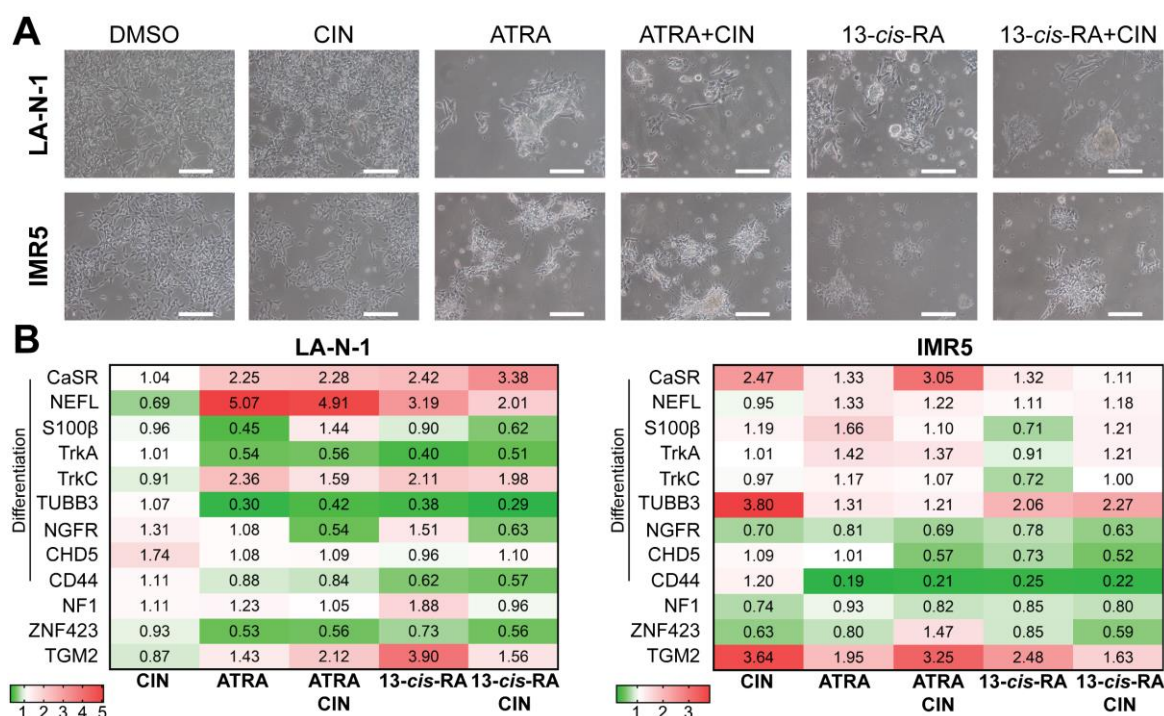 A
DMSO CIN ATRA ATRA+CIN 13-cis-RA 13-cis-RA+CIN
LA-N-1
IMR5
B
LA-N-1
Differentiation
CaSR 1.04 2.25 2.28 2.42 3.38
NEFL 0.69 5.07 4.91 3.19 2.01
S100β 0.96 0.45 1.44 0.90 0.62
TrkA 1.01 0.54 0.56 0.40 0.51
TrkC 0.91 2.36 1.59 2.11 1.98
TUBB3 1.07 0.30 0.42 0.38 0.29
NGFR 1.31 1.08 0.54 1.51 0.63
CHD5 1.74 1.08 1.09 0.96 1.10
CD44 1.11 0.88 0.84 0.62 0.57
NF1 1.11 1.23 1.05 1.88 0.96
ZNF423 0.93 0.53 0.56 0.73 0.56
TGM2 0.87 1.43 2.12 3.90 1.56
CIN ATRA ATRA 13-cis-RA 13-cis-RA
CIN CIN
1 2 3 4 5
IMR5
Differentiation
CaSR 2.47 1.33 3.05 1.32 1.11
NEFL 0.95 1.33 1.22 1.11 1.18
S100β 1.19 1.66 1.10 0.71 1.21
TrkA 1.01 1.42 1.37 0.91 1.21
TrkC 0.97 1.17 1.07 0.72 1.00
TUBB3 3.80 1.31 1.21 2.06 2.27
NGFR 0.70 0.81 0.69 0.78 0.63
CHD5 1.09 1.01 0.57 0.73 0.52
CD44 1.20 0.19 0.21 0.25 0.22
NF1 0.74 0.93 0.82 0.85 0.80
ZNF423 0.63 0.80 1.47 0.85 0.59
TGM2 3.64 1.95 3.25 2.48 1.63
CIN ATRA ATRA 13-cis-RA 13-cis-RA
CIN CIN
1 2 3